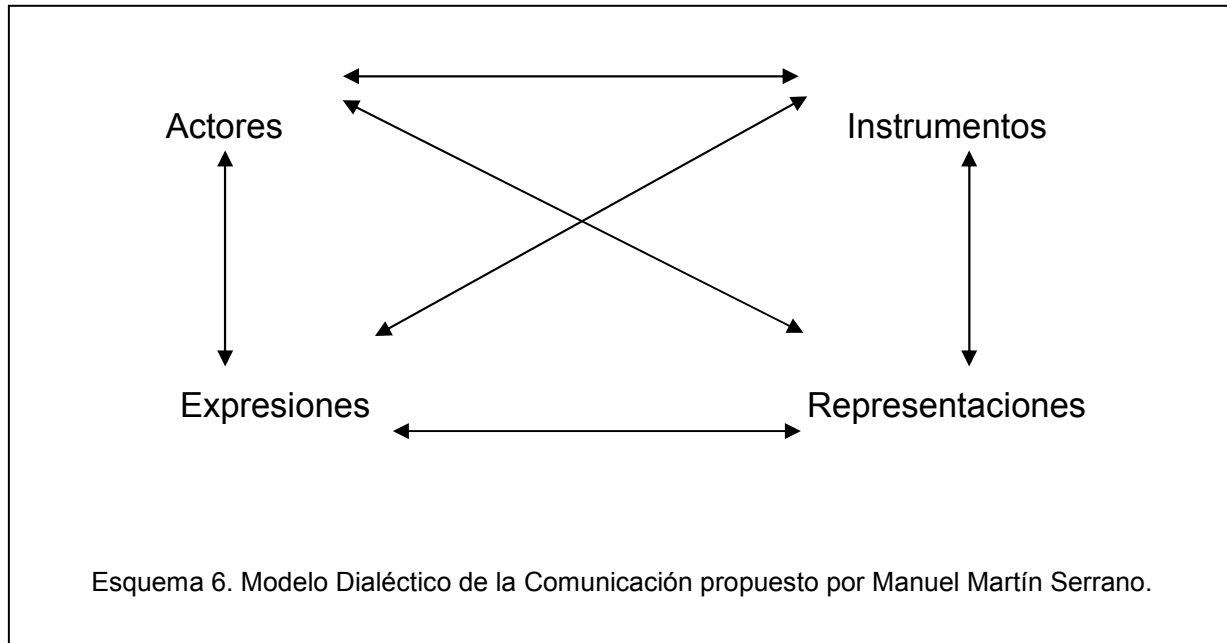 Actores
Instrumentos
Expresiones
Representaciones
Esquema 6. Modelo Dialéctico de la Comunicación propuesto por Manuel Martín Serrano.